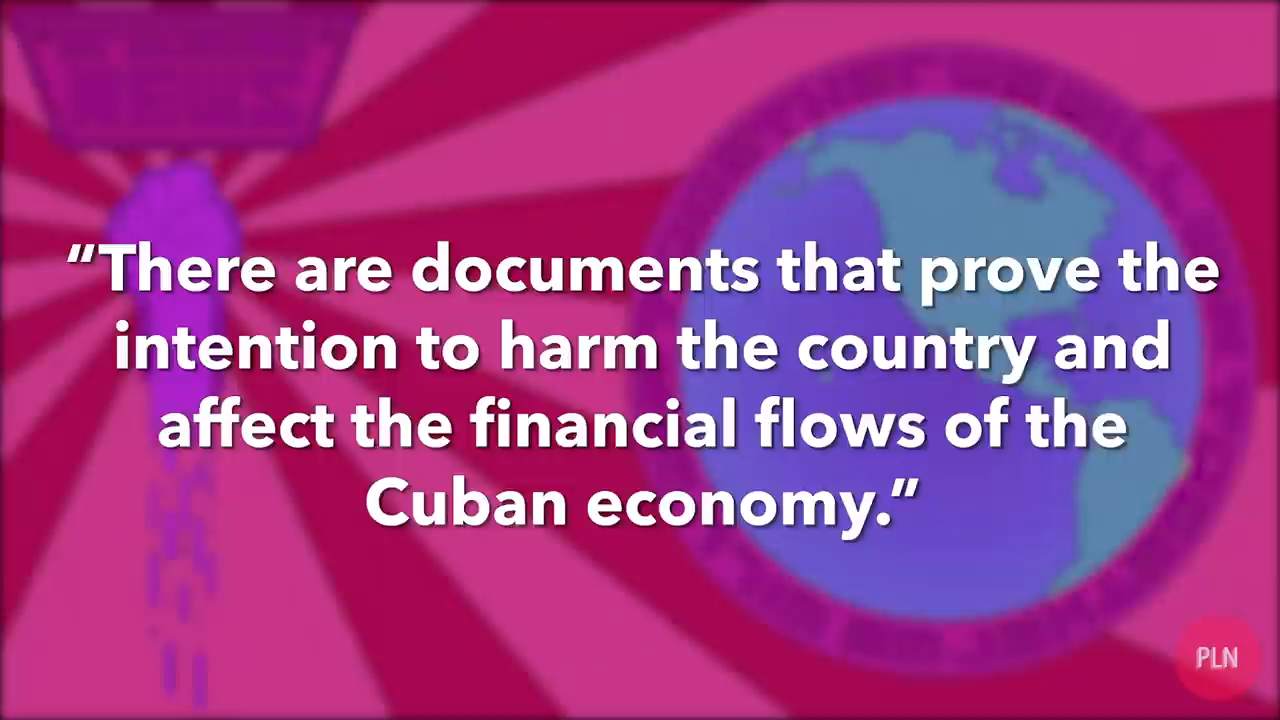 “There are documents that prove the
intention to harm the country and
affect the financial flows of the
Cuban economy.”
PLN